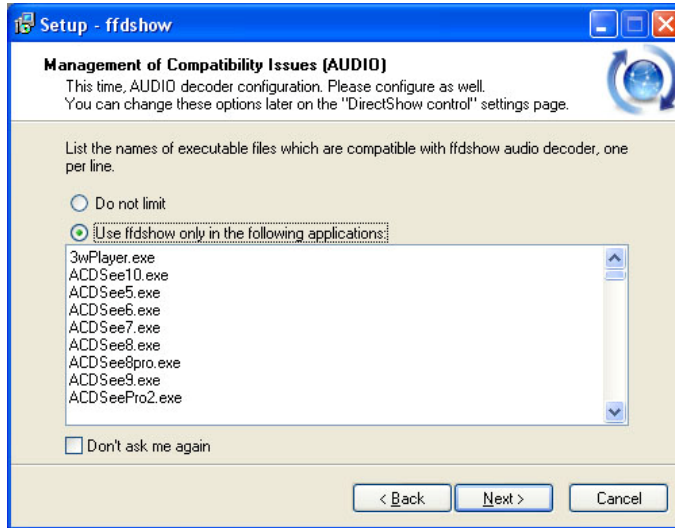 Setup - ffdshow
Management of Compatibility Issues (AUDIO)
This time, AUDIO decoder configuration. Please configure as well.
You can change these options later on the "DirectShow control" settings page.
List the names of executable files which are compatible with ffdshow audio decoder, one
per line.
Do not limit
Use ffdshow only in the following applications:
3wPlayer.exe
ACDSee10.exe
ACDSee5.exe
ACDSee6.exe
ACDSee7.exe
ACDSee8.exe
ACDSee8pro.exe
ACDSee9.exe
ACDSeePro2.exe
Don't ask me again
< Back
Next >
Cancel